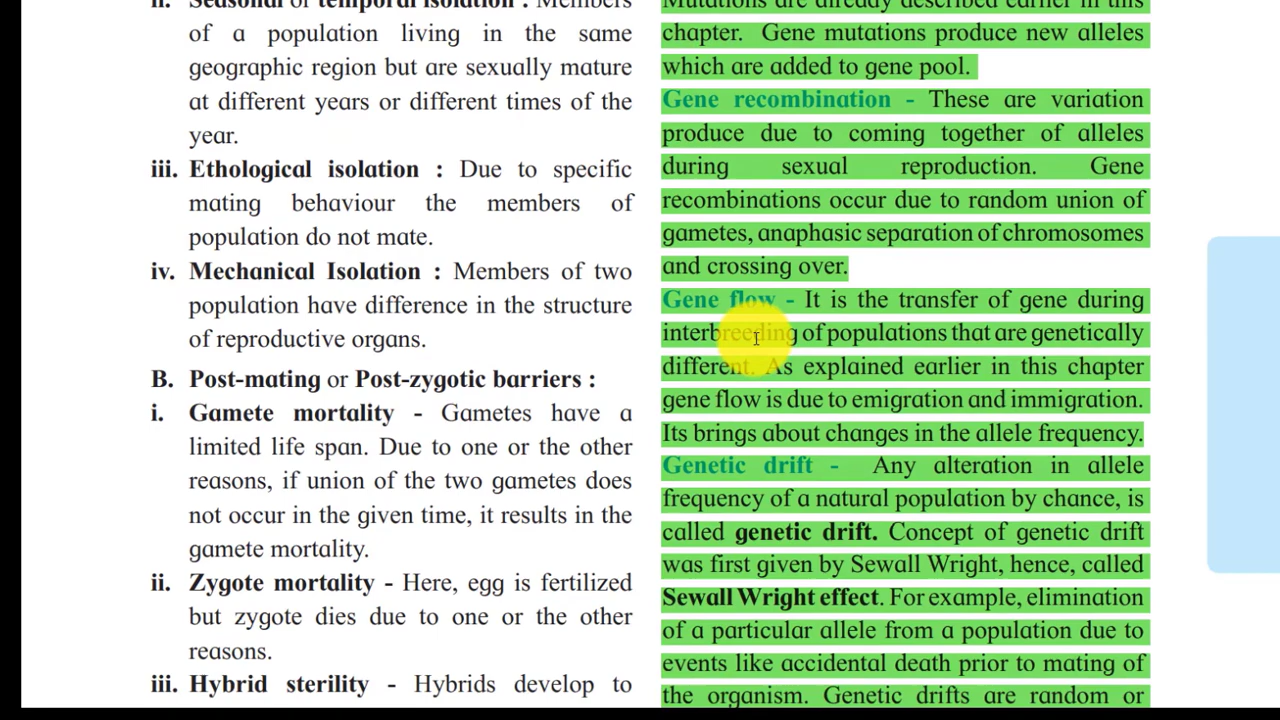 ii. Seasonal or temporal isolation : Members
of a population living in the same
geographic region but are sexually mature
at different years or different times of the
year.
iii. Ethological isolation : Due to specific
mating behaviour the members of
population do not mate.
iv. Mechanical Isolation : Members of two
population have difference in the structure
of reproductive organs.
B. Post-mating or Post-zygotic barriers :
i. Gamete mortality - Gametes have a
limited life span. Due to one or the other
reasons, if union of the two gametes does
not occur in the given time, it results in the
gamete mortality.
ii. Zygote mortality - Here, egg is fertilized
but zygote dies due to one or the other
reasons.
iii. Hybrid sterility - Hybrids develop to
Mutations are already described earlier in this
chapter. Gene mutations produce new alleles
which are added to gene pool.
Gene recombination - These are variation
produce due to coming together of alleles
during sexual reproduction. Gene
recombinations occur due to random union of
gametes, anaphasic separation of chromosomes
and crossing over.
Gene flow - It is the transfer of gene during
interbreeding of populations that are genetically
different. As explained earlier in this chapter
gene flow is due to emigration and immigration.
Its brings about changes in the allele frequency.
Genetic drift - Any alteration in allele
frequency of a natural population by chance, is
called genetic drift. Concept of genetic drift
was first given by Sewall Wright, hence, called
Sewall Wright effect. For example, elimination
of a particular allele from a population due to
events like accidental death prior to mating of
the organism. Genetic drifts are random or